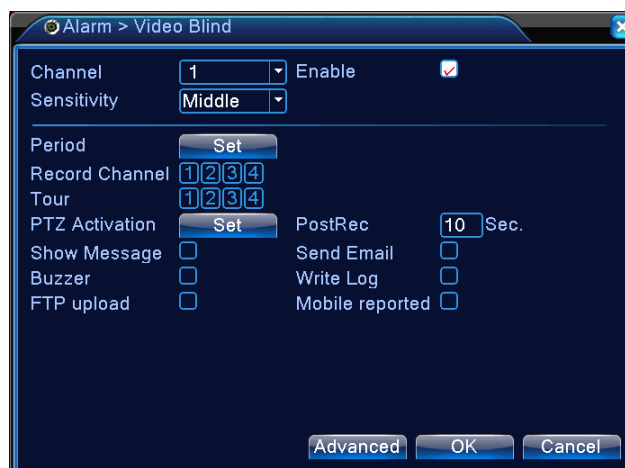 Alarm > Video Blind
Channel 1 Enable
Sensitivity Middle
Period Set
Record Channel 1 2 3 4
Tour 1 2 3 4
PTZ Activation Set PostRec 10 Sec.
Show Message Send Email
Buzzer Write Log
FTP upload Mobile reported
Advanced OK Cancel